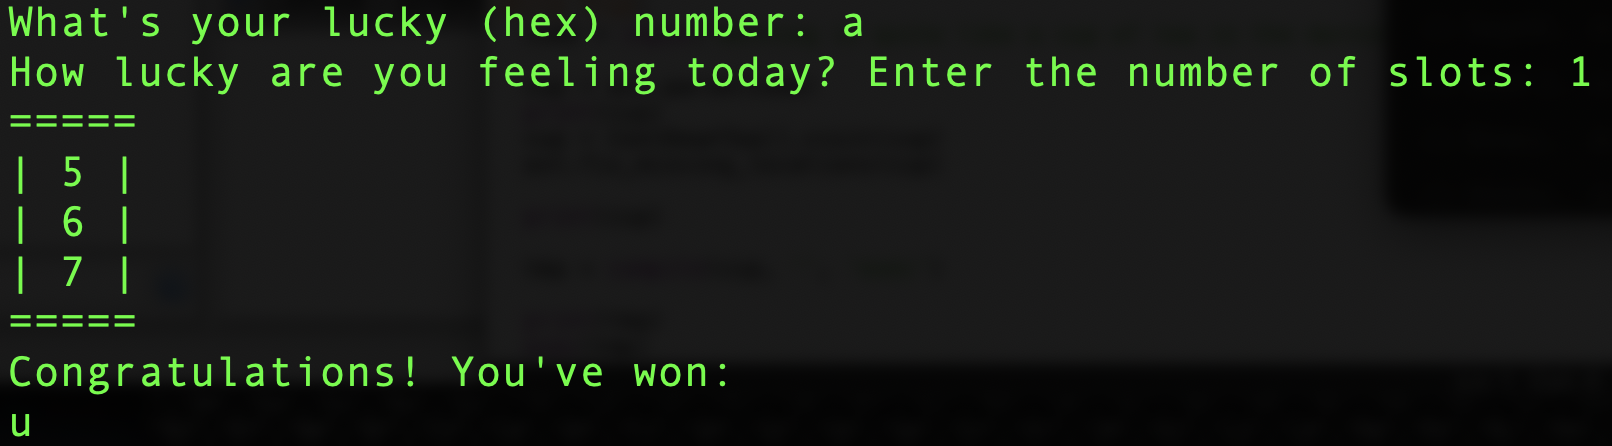 What's your lucky (hex) number: a
How lucky are you feeling today? Enter the number of slots: 1
=====
| 5 |
| 6 |
| 7 |
=====
Congratulations! You've won:
u